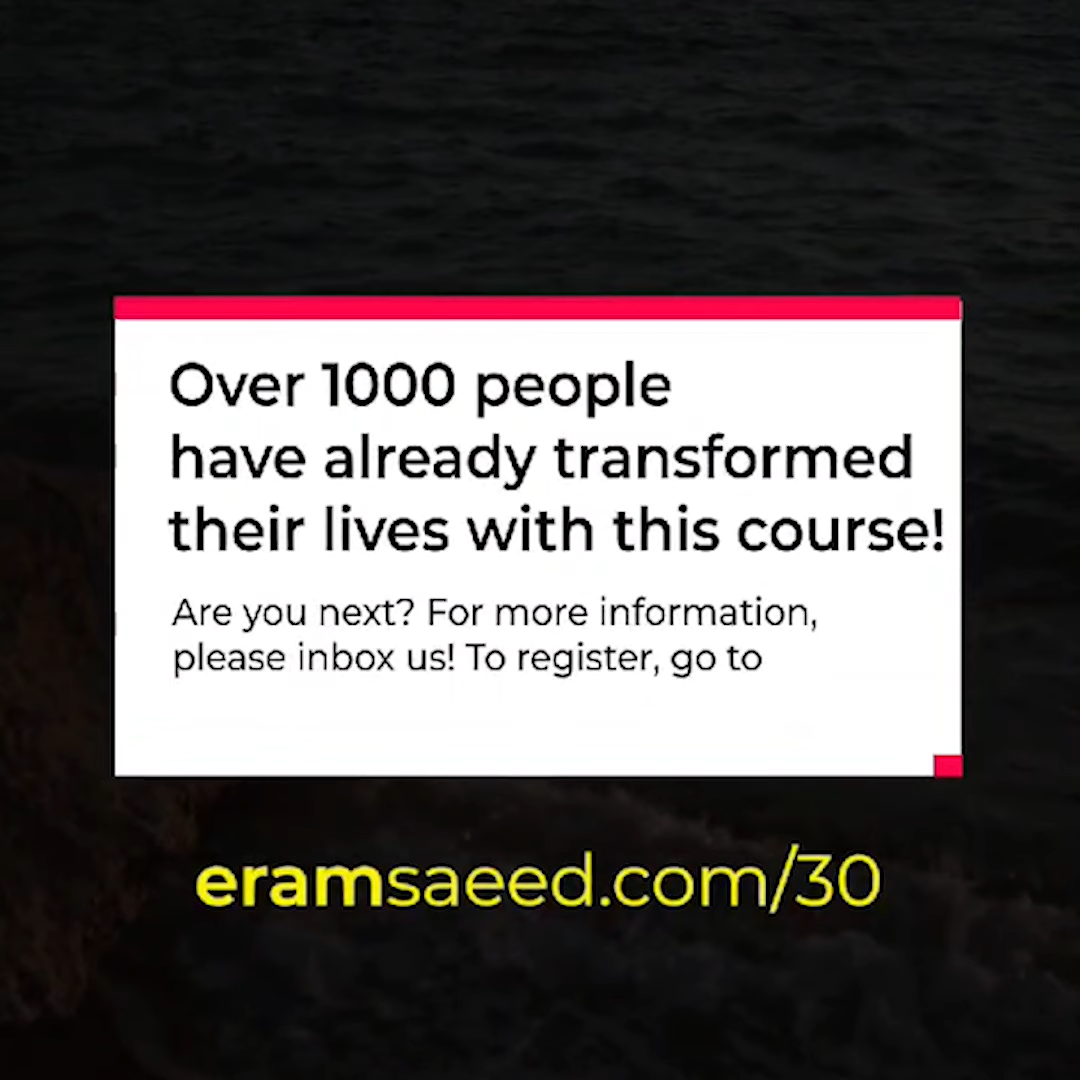 Over 1000 people
have already transformed
their lives with this course!
Are you next? For more information,
please inbox us! To register, go to
eramsaeed.com/30